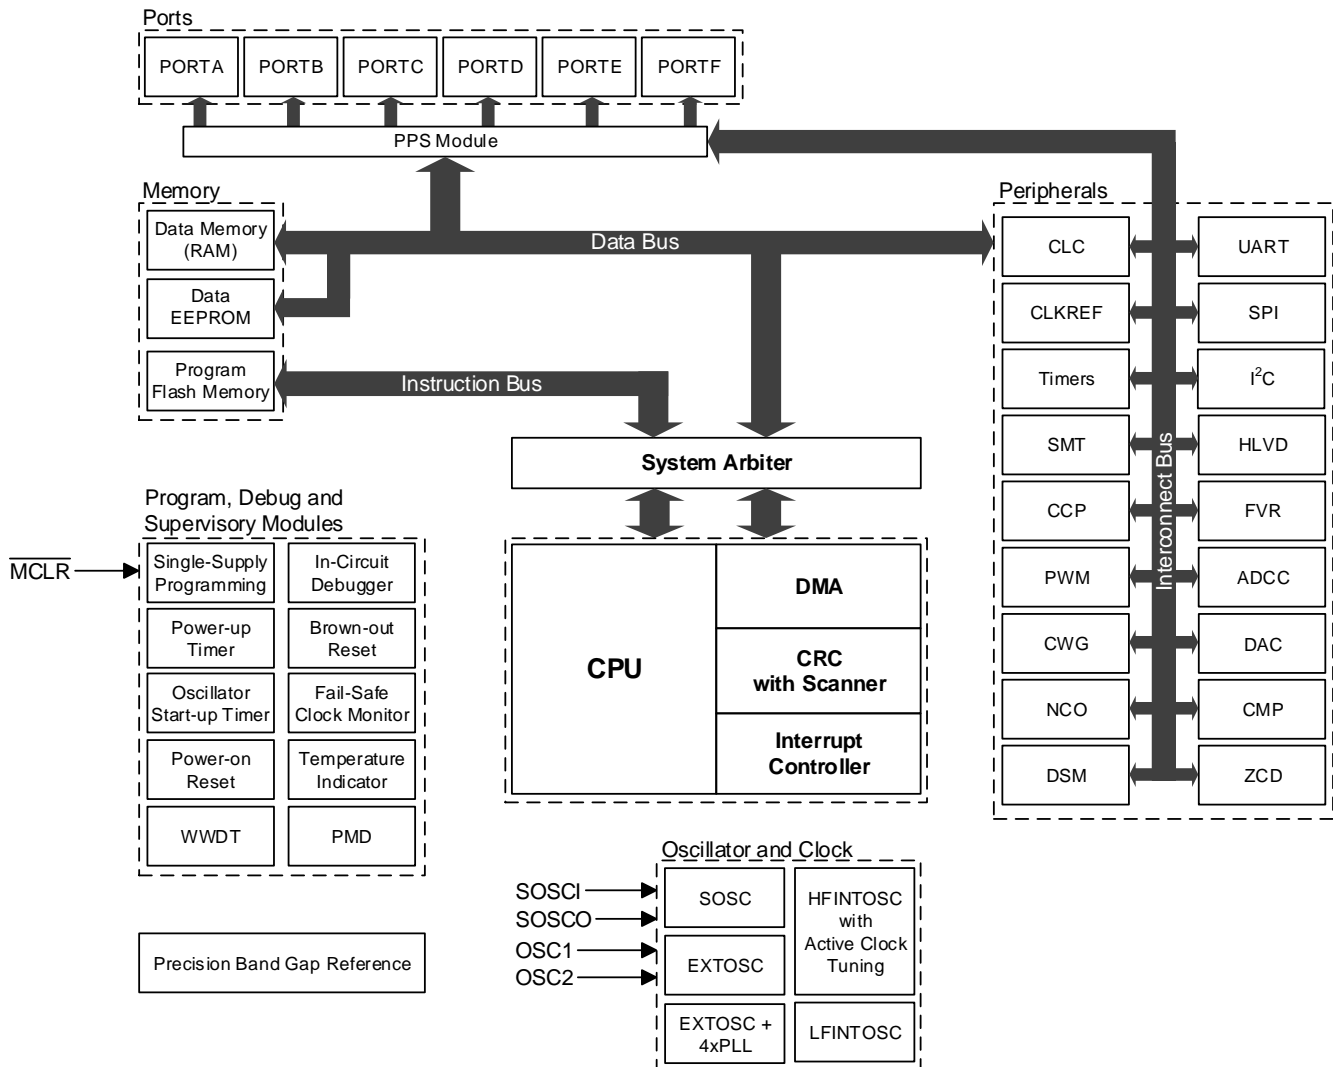 Ports
PORTA
PORTB
PORTC
PORTD
PORTE
PORTF
PPS Module
Memory
Data Memory
(RAM)
Data
EEPROM
Program
Flash Memory
Data Bus
Instruction Bus
System Arbiter
CPU
DMA
CRC
with Scanner
Interrupt
Controller
Peripherals
CLC
UART
CLKREF
SPI
Timers
I²C
SMT
HLVD
CCP
FVR
PWM
ADCC
CWG
DAC
NCO
CMP
DSM
ZCD
Interconnect Bus
Program, Debug and
Supervisory Modules
MCLR
Single-Supply
Programming
In-Circuit
Debugger
Power-up
Timer
Brown-out
Reset
Oscillator
Start-up Timer
Fail-Safe
Clock Monitor
Power-on
Reset
Temperature
Indicator
WWDT
PMD
Precision Band Gap Reference
Oscillator and Clock
SOSCI
SOSCO
OSC1
OSC2
SOSC
HFINTOSC
with
Active Clock
Tuning
EXTOSC
EXTOSC +
4xPLL
LFINTOSC